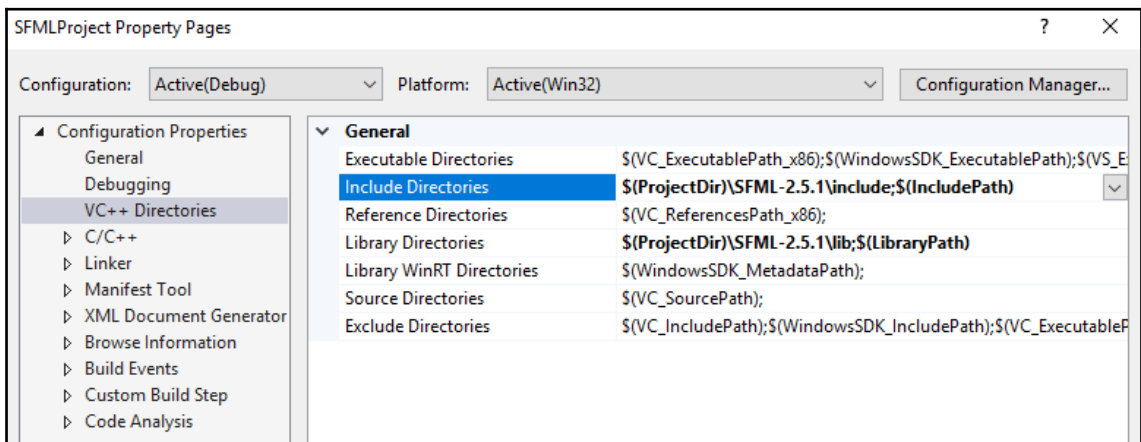 SFMLProject Property Pages ? ×
Configuration: Active(Debug) Platform: Active(Win32) Configuration Manager...
Configuration Properties
General
Debugging
VC++ Directories
C/C++
Linker
Manifest Tool
XML Document Generator
Browse Information
Build Events
Custom Build Step
Code Analysis
General
Executable Directories $(VC_ExecutablePath_x86);$(WindowsSDK_ExecutablePath);$(VS_E
Include Directories $(ProjectDir)\SFML-2.5.1\include;$(IncludePath)
Reference Directories $(VC_ReferencesPath_x86);
Library Directories $(ProjectDir)\SFML-2.5.1\lib;$(LibraryPath)
Library WinRT Directories $(WindowsSDK_MetadataPath);
Source Directories $(VC_SourcePath);
Exclude Directories $(VC_IncludePath);$(WindowsSDK_IncludePath);$(VC_ExecutableP